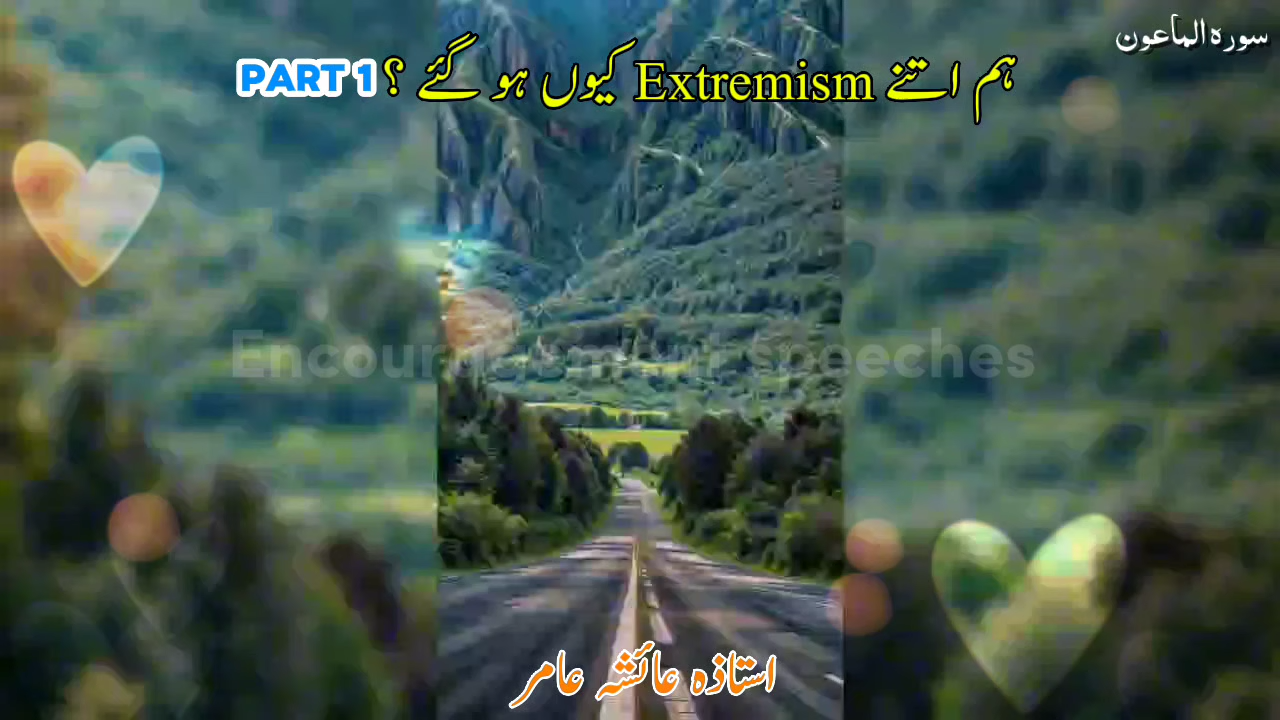 سورہ الماعون
ہم اتنے Extremism کیوں ہو گئے ؟ PART 1
Encouragement speeches
استاذہ عائشہ عامر